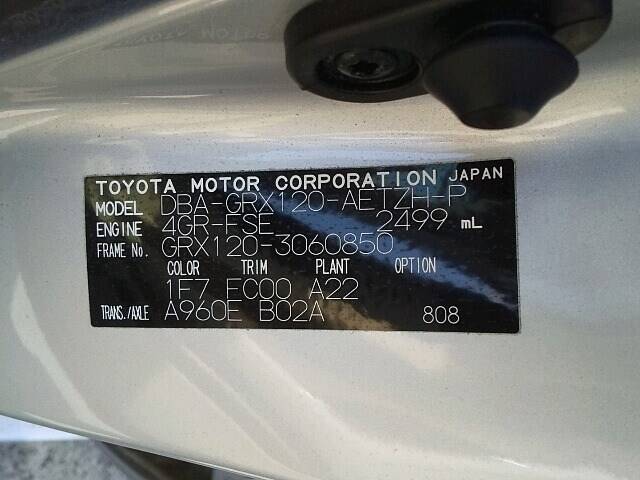 TOYOTA MOTOR CORPORATION JAPAN
MODEL DBA-GRX120-AETZH-P
ENGINE 4GR-FSE 2499 mL
FRAME No. GRX120-3060850
COLOR TRIM PLANT OPTION
1F7 FC00 A22
TRANS./AXLE A960E B02A 808